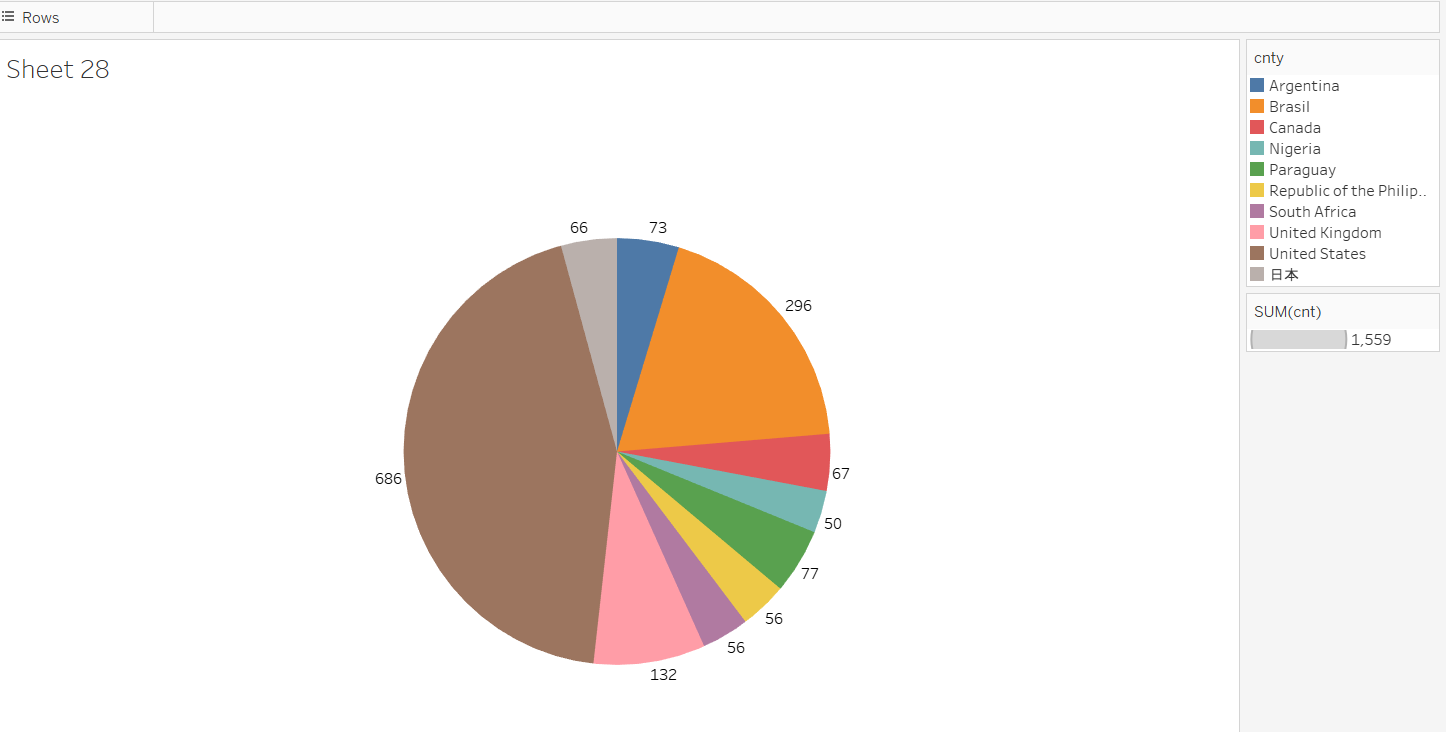 Rows
Sheet 28
66
73
296
67
50
77
56
56
132
686
cnty
Argentina
Brasil
Canada
Nigeria
Paraguay
Republic of the Philip..
South Africa
United Kingdom
United States
日本
SUM(cnt)
1,559